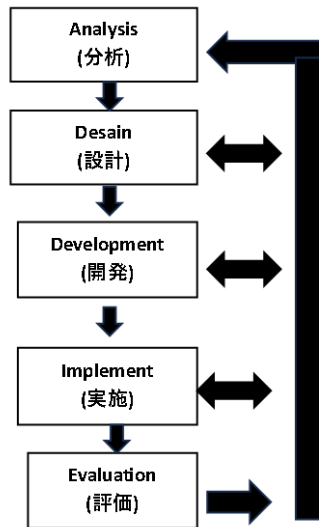 Analysis
(分析)
Desain
(設計)
Development
(開発)
Implement
(実施)
Evaluation
(評価)